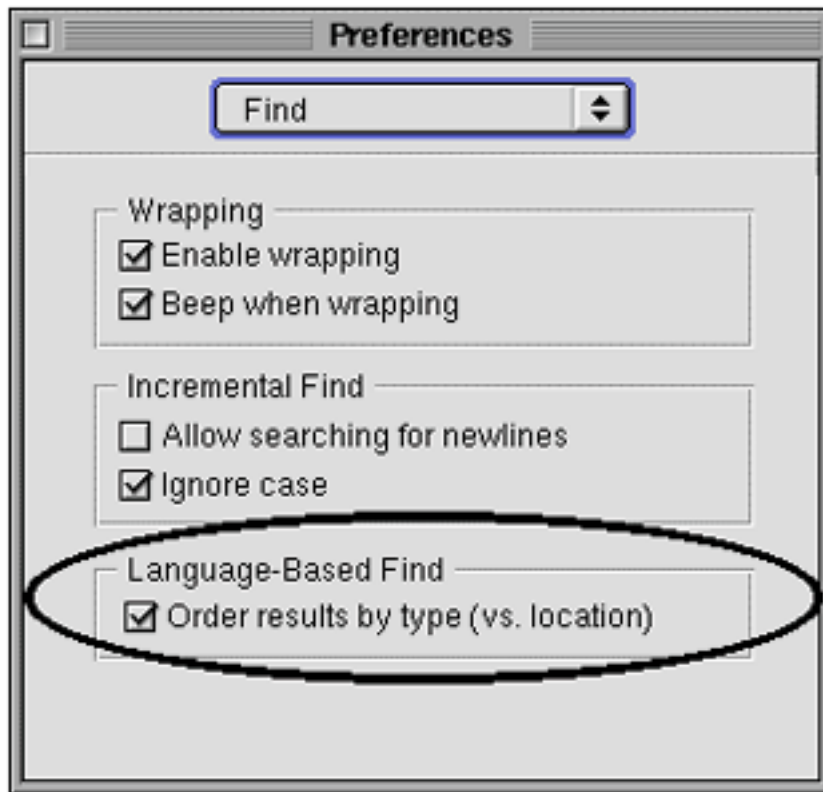 Preferences
Find
Wrapping
Enable wrapping
Beep when wrapping
Incremental Find
Allow searching for newlines
Ignore case
Language-Based Find
Order results by type (vs. location)